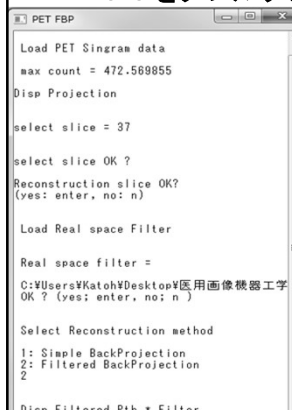 PET FBP
Load PET Singram data
max count = 472.569855
Disp Projection
select slice = 37
select slice OK ?
Reconstruction slice OK?
(yes: enter, no: n)
Load Real space Filter
Real space filter =
C:¥Users¥Katoh¥Desktop¥医用画像機器工学
OK ? (yes; enter, no; n )
Select Reconstruction method
1: Simple BackProjection
2: Filtered BackProjection
2
Disp Filtered Pth * Filter